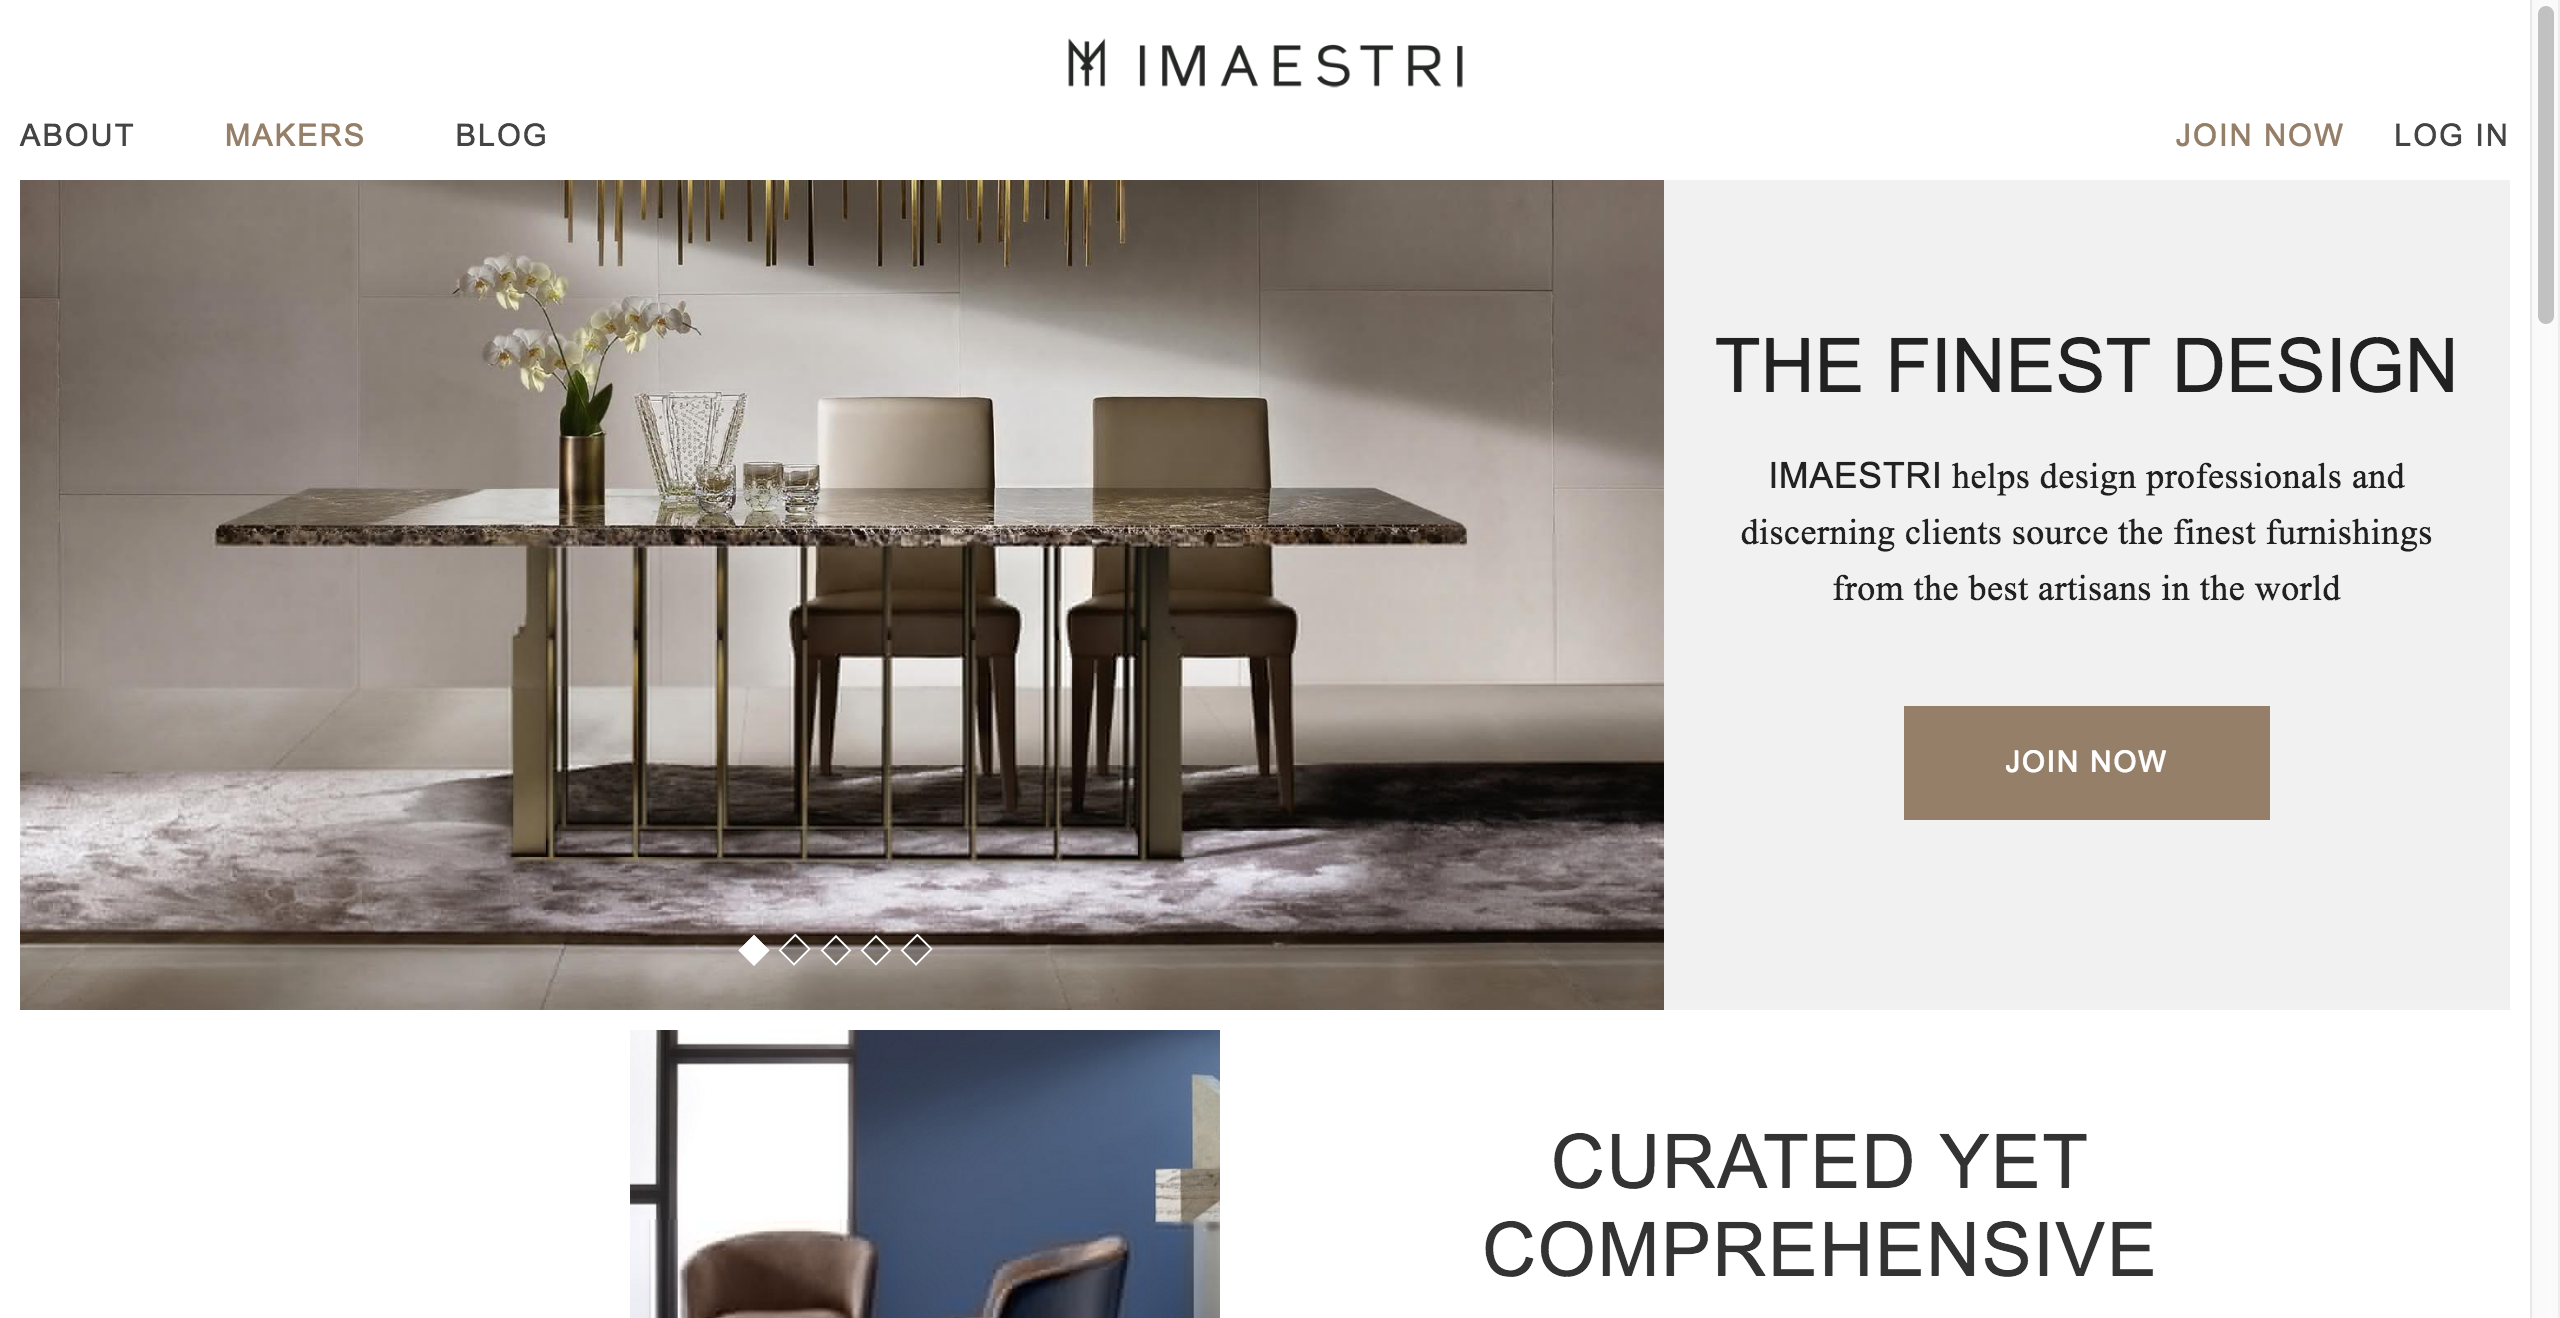 IMAESTRI
ABOUT MAKERS BLOG JOIN NOW LOG IN
THE FINEST DESIGN
IMAESTRI helps design professionals and
discerning clients source the finest furnishings
from the best artisans in the world
JOIN NOW
CURATED YET
COMPREHENSIVE